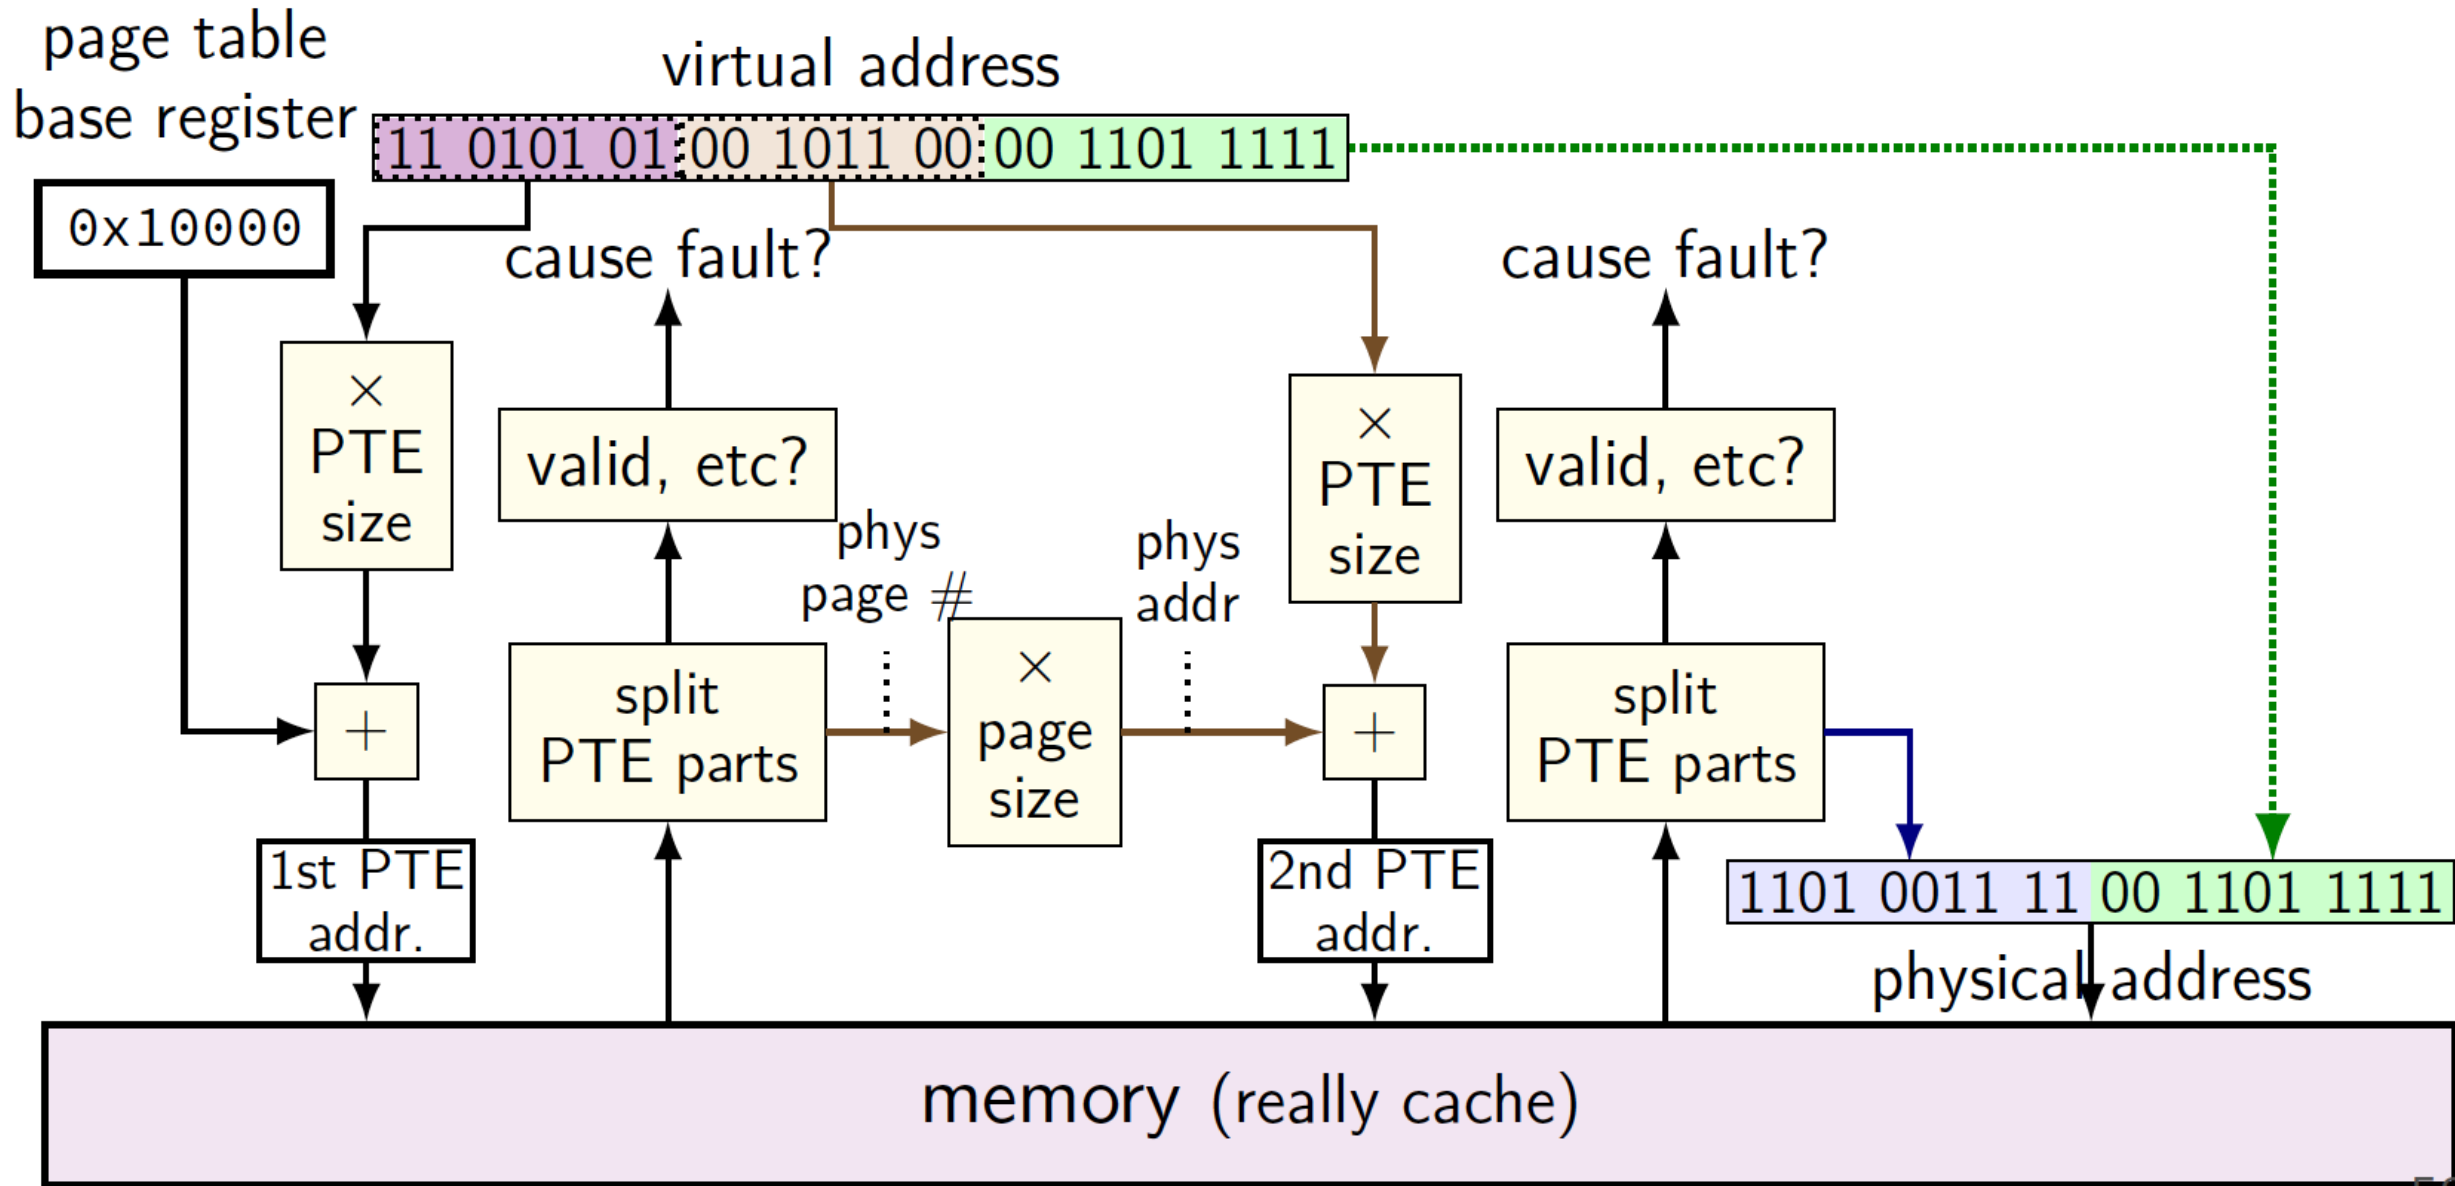 page table
base register
virtual address
11 0101 01 00 1011 00 00 1101 1111
0x10000
cause fault?
cause fault?
×
PTE
size
valid, etc?
×
PTE
size
valid, etc?
phys
page #
phys
addr
+
split
PTE parts
×
page
size
+
split
PTE parts
1st PTE
addr.
2nd PTE
addr.
1101 0011 11 00 1101 1111
physical address
memory (really cache)